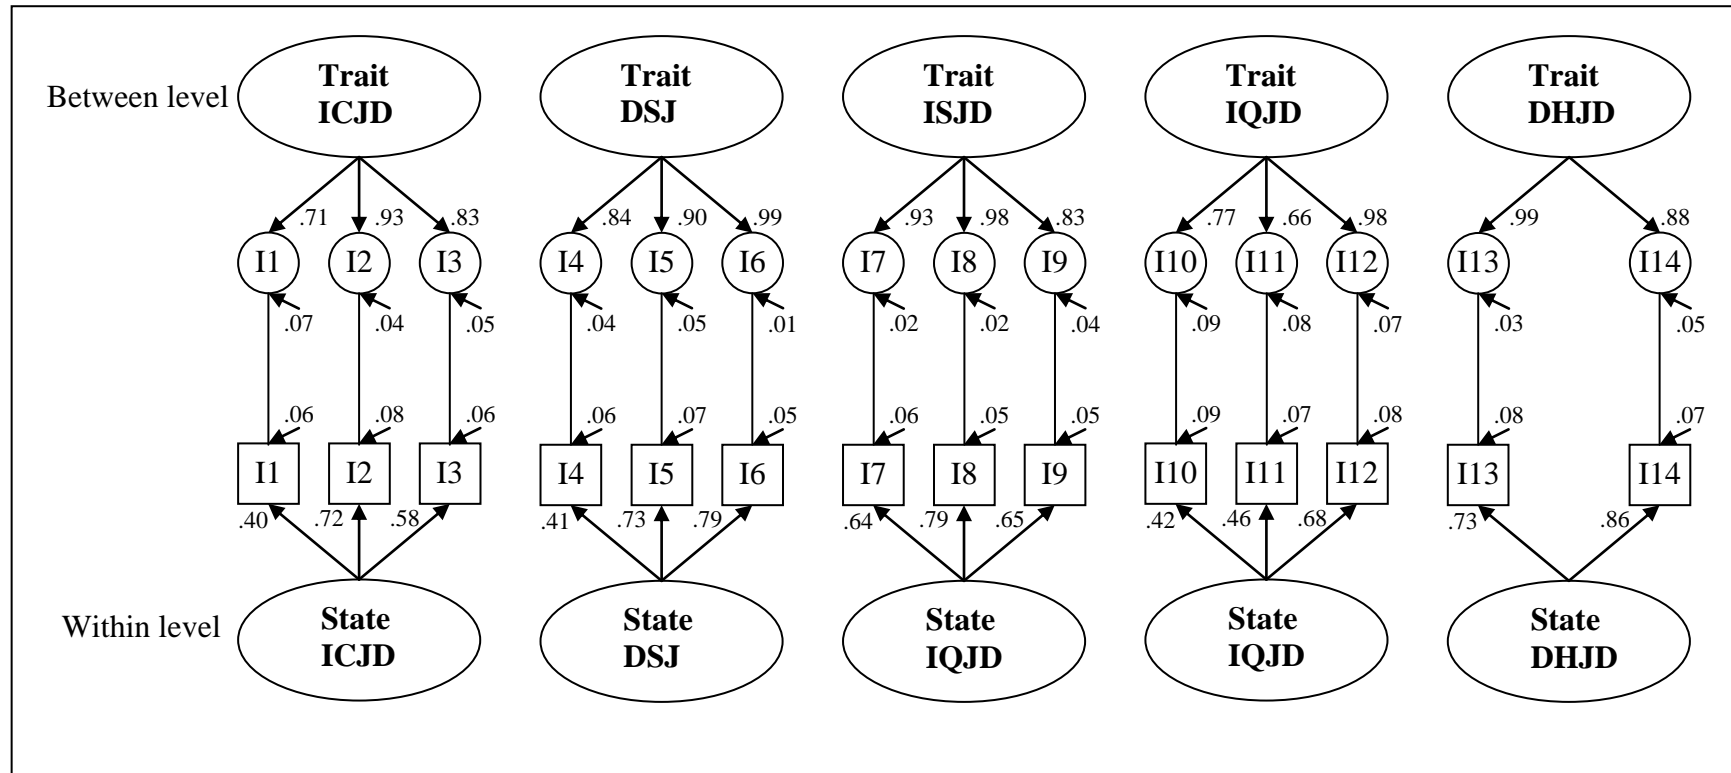 Trait Trait Trait Trait Trait
Between level ICJD DSJ ISJD IQJD DHJD
.71 .93 .83 .84 .90 .99 .93 .98 .83 .77 .66 .98 .99 .88
I1 I2 I3 I4 I5 I6 I7 I8 I9 I10 I11 I12 I13 I14
.07 .04 .05 .04 .05 .01 .02 .02 .04 .09 .08 .07 .03 .05
.06 .08 .06 .06 .07 .05 .06 .05 .05 .09 .07 .08 .08 .07
I1 I2 I3 I4 I5 I6 I7 I8 I9 I10 I11 I12 I13 I14
.40 .72 .58 .41 .73 .79 .64 .79 .65 .42 .46 .68 .73 .86
State State State State State
Within level ICJD DSJ IQJD IQJD DHJD